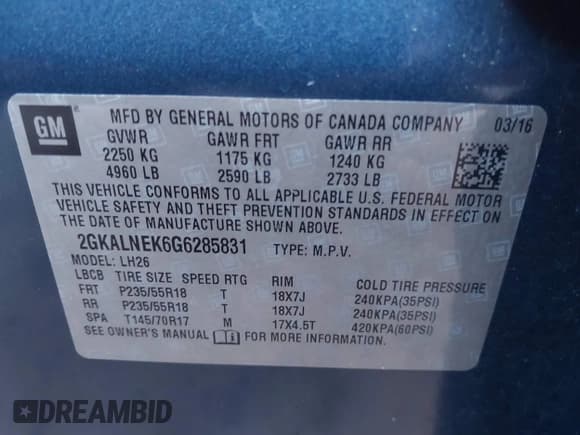 GM
MFD BY GENERAL MOTORS OF CANADA COMPANY 03/16
GVWR GAWR FRT GAWR RR
2250 KG 1175 KG 1240 KG
4960 LB 2590 LB 2733 LB
THIS VEHICLE CONFORMS TO ALL APPLICABLE U.S. FEDERAL MOTOR
VEHICLE SAFETY AND THEFT PREVENTION STANDARDS IN EFFECT ON
THE DATE OF MANUFACTURE SHOWN ABOVE.
2GKALNEK6G6285831 TYPE: M.P.V.
MODEL: LH26
LBCB TIRE SIZE SPEED RTG RIM COLD TIRE PRESSURE
FRT P235/55R18 T 18X7J 240KPA(35PSI)
RR P235/55R18 T 18X7J 240KPA(35PSI)
SPA T145/70R17 M 17X4.5T 420KPA(60PSI)
SEE OWNER'S MANUAL FOR MORE INFORMATION.
DREAMBID